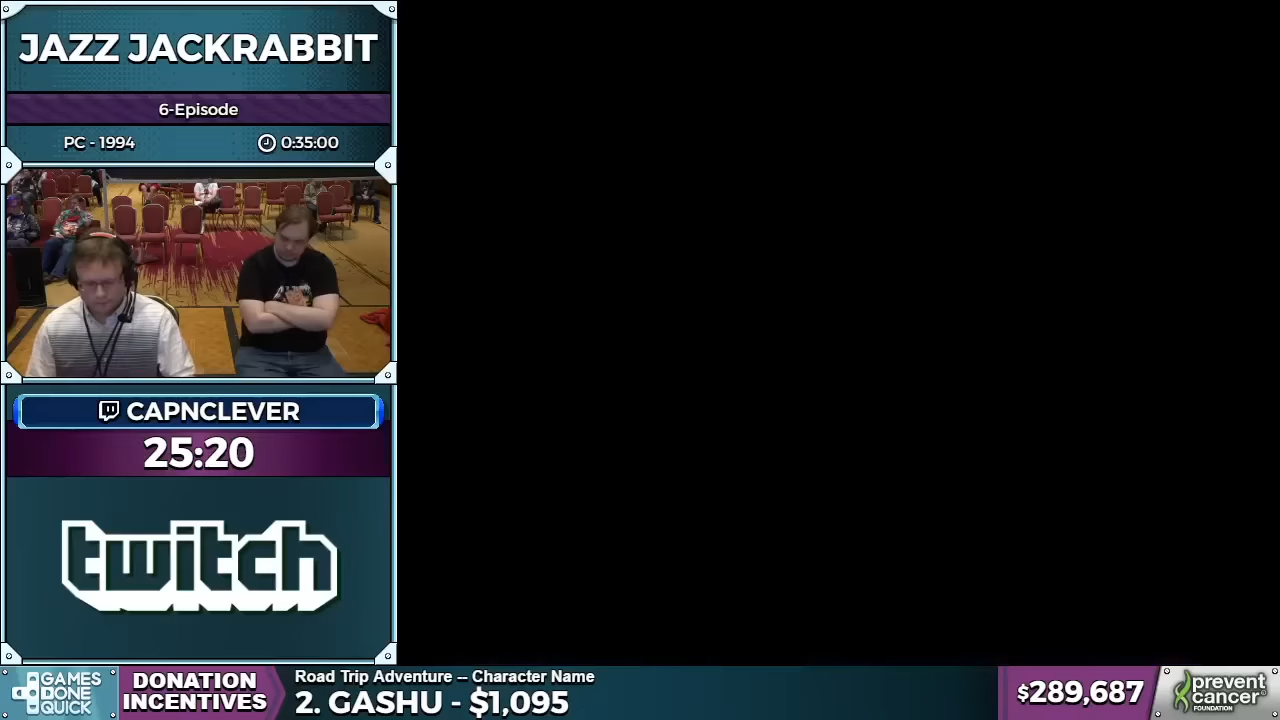 JAZZ JACKRABBIT
6-Episode
PC - 1994
0:35:00
CAPNCLEVER
25:20
twitch
GAMES
DONE
QUICK
DONATION
INCENTIVES
Road Trip Adventure -- Character Name
2. GASHU - $1,095
$289,687
prevent
cancer
FOUNDATION